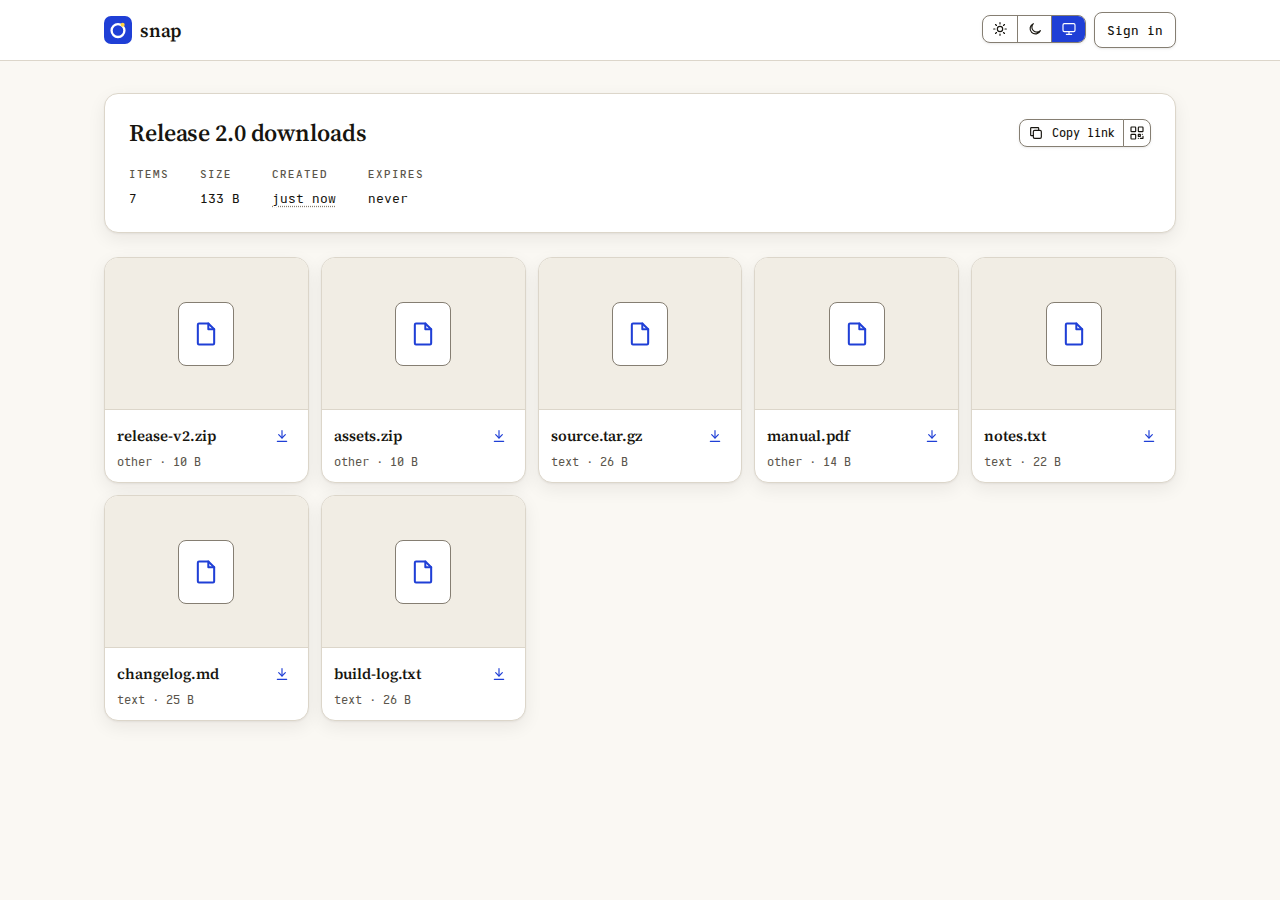 snap
Sign in
Release 2.0 downloads
Copy link
ITEMS SIZE CREATED EXPIRES
7 133 B just now never
release-v2.zip
other · 10 B
assets.zip
other · 10 B
source.tar.gz
text · 26 B
manual.pdf
other · 14 B
notes.txt
text · 22 B
changelog.md
text · 25 B
build-log.txt
text · 26 B